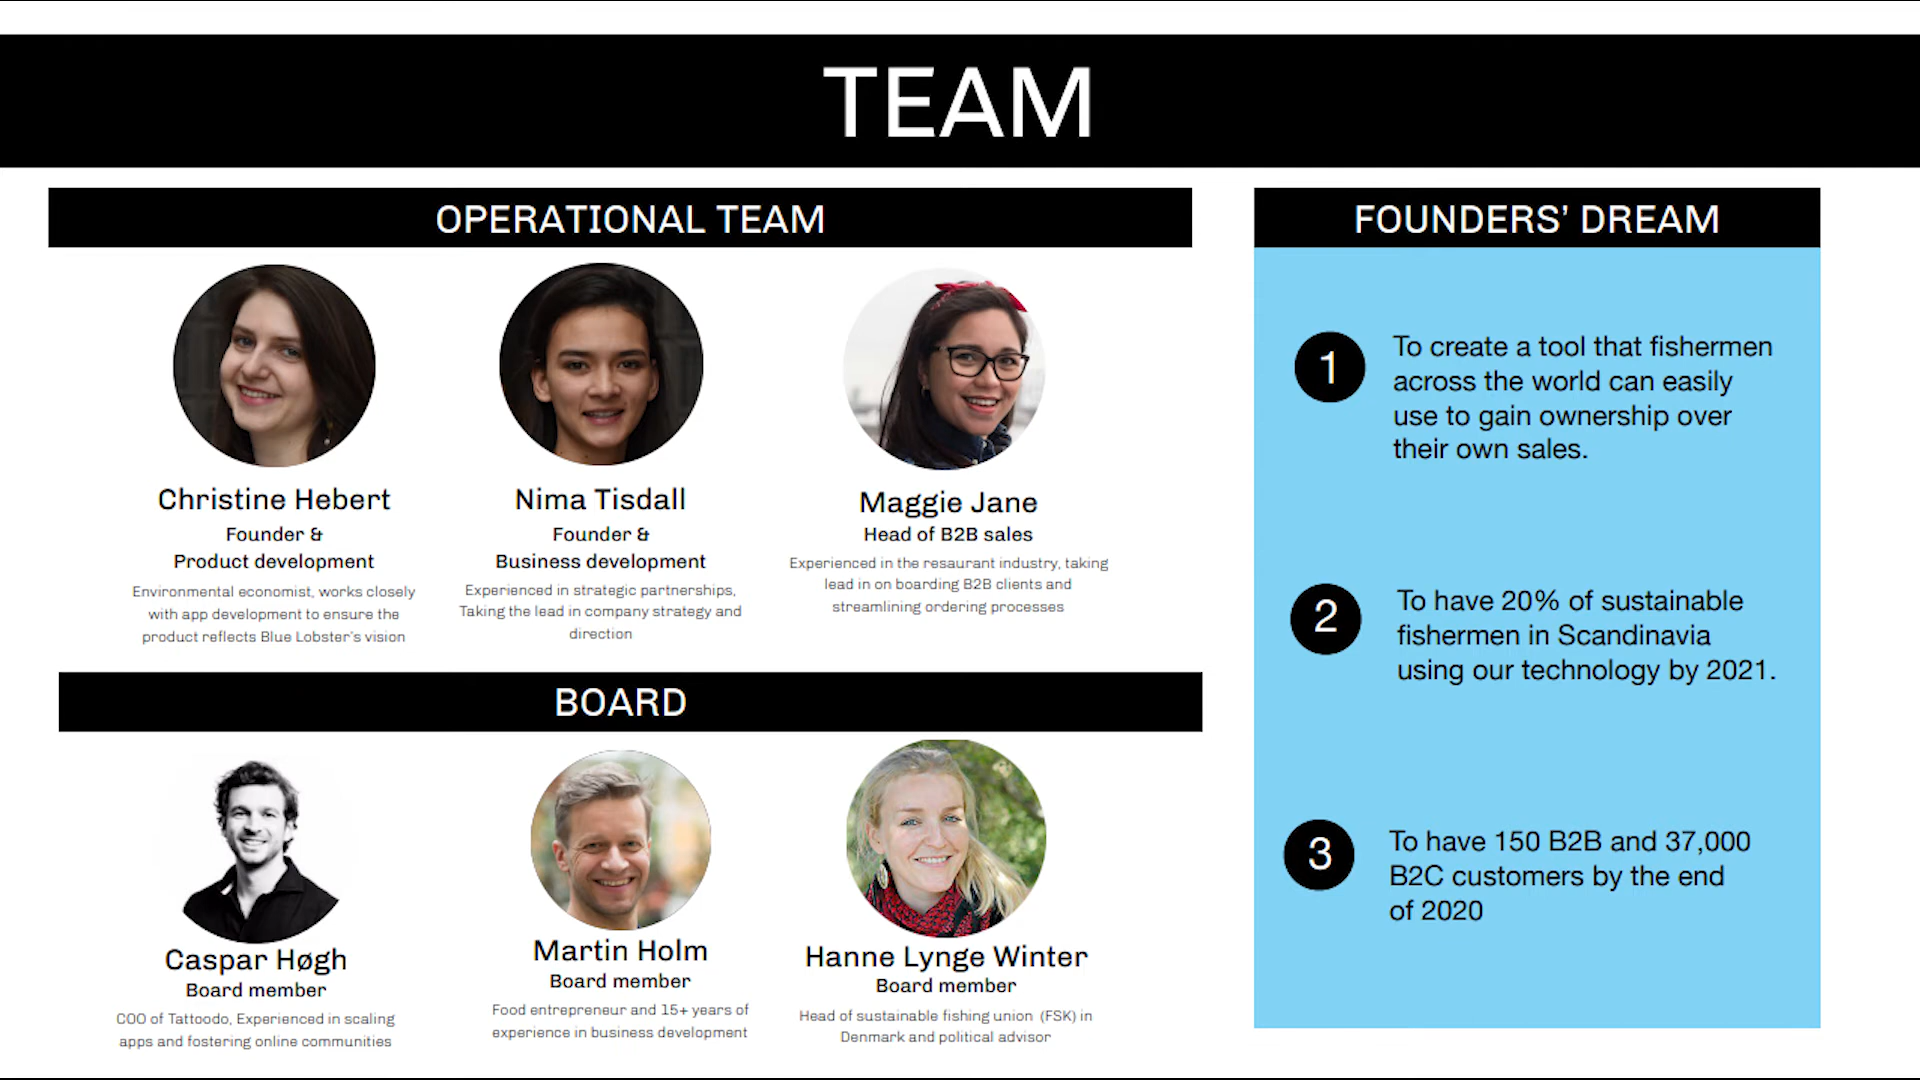 TEAM
OPERATIONAL TEAM
Christine Hebert
Founder &
Product development
Environmental economist, works closely
with app development to ensure the
product reflects Blue Lobster's vision
Nima Tisdall
Founder &
Business development
Experienced in strategic partnerships,
Taking the lead in company strategy and
direction
Maggie Jane
Head of B2B sales
Experienced in the resaurant industry, taking
lead in on boarding B2B clients and
streamlining ordering processes
BOARD
Caspar Høgh
Board member
COO of Tattoodo, Experienced in scaling
apps and fostering online communities
Martin Holm
Board member
Food entrepreneur and 15+ years of
experience in business development
Hanne Lynge Winter
Board member
Head of sustainable fishing union (FSK) in
Denmark and political advisor
FOUNDERS’ DREAM
1
To create a tool that fishermen
across the world can easily
use to gain ownership over
their own sales.
2
To have 20% of sustainable
fishermen in Scandinavia
using our technology by 2021.
3
To have 150 B2B and 37,000
B2C customers by the end
of 2020